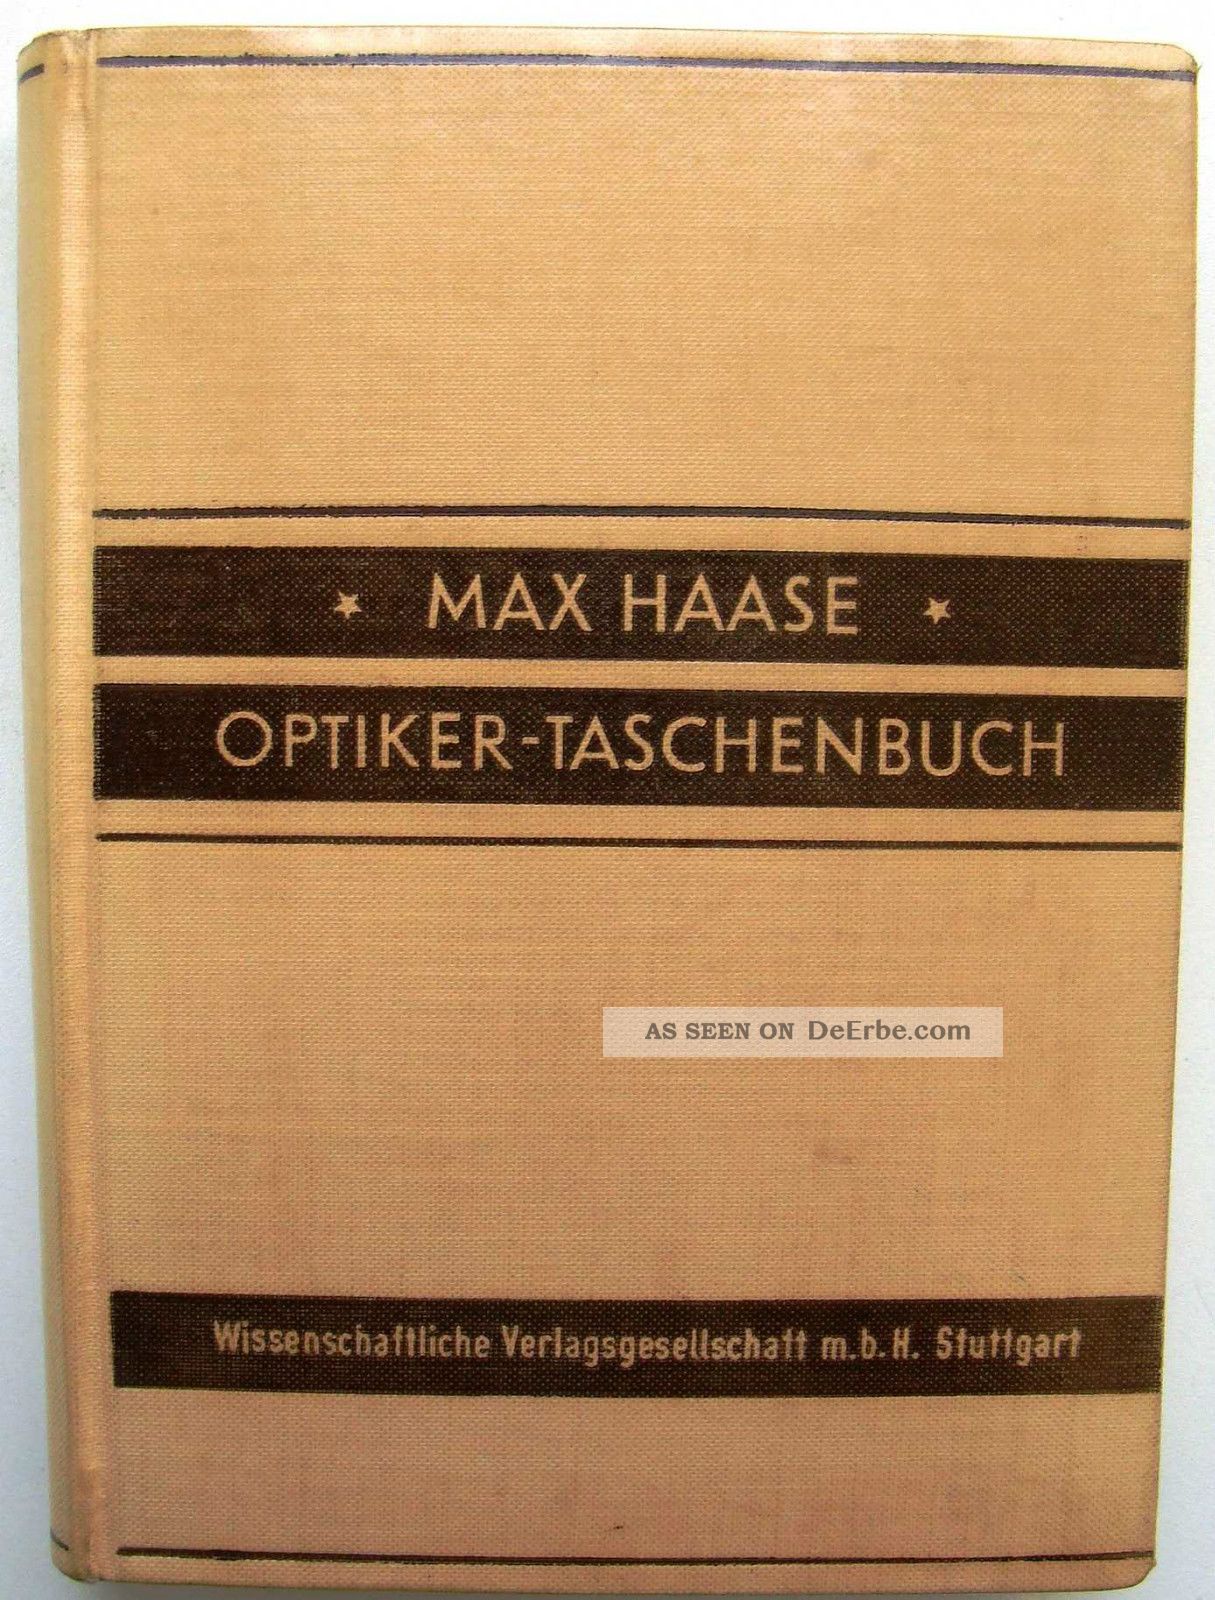 ★ MAX HAASE ★
OPTIKER-TASCHENBUCH
AS SEEN ON DeErbe.com
Wissenschaftliche Verlagsgesellschaft m.b.H. Stuttgart